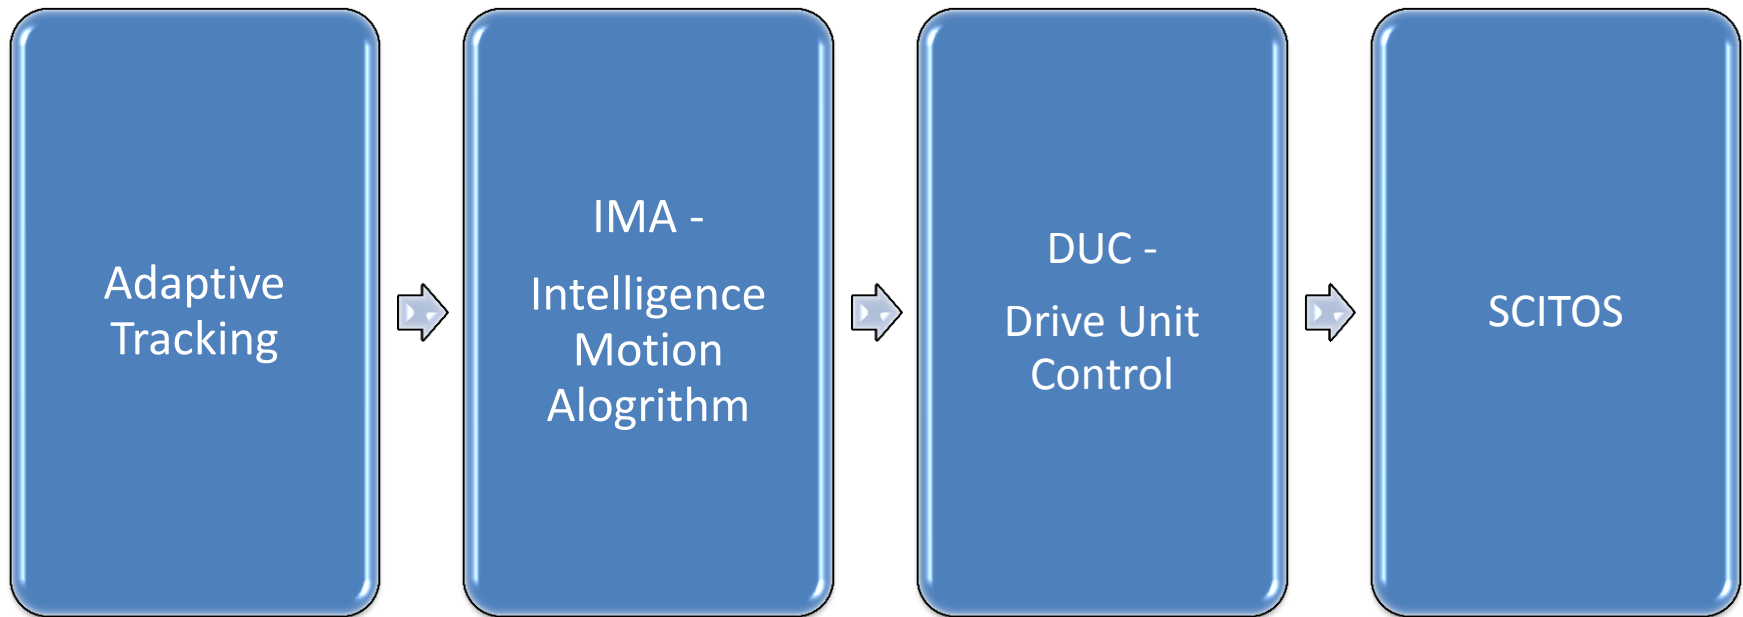 Adaptive
Tracking
IMA -
Intelligence
Motion
Alogrithm
DUC -
Drive Unit
Control
SCITOS